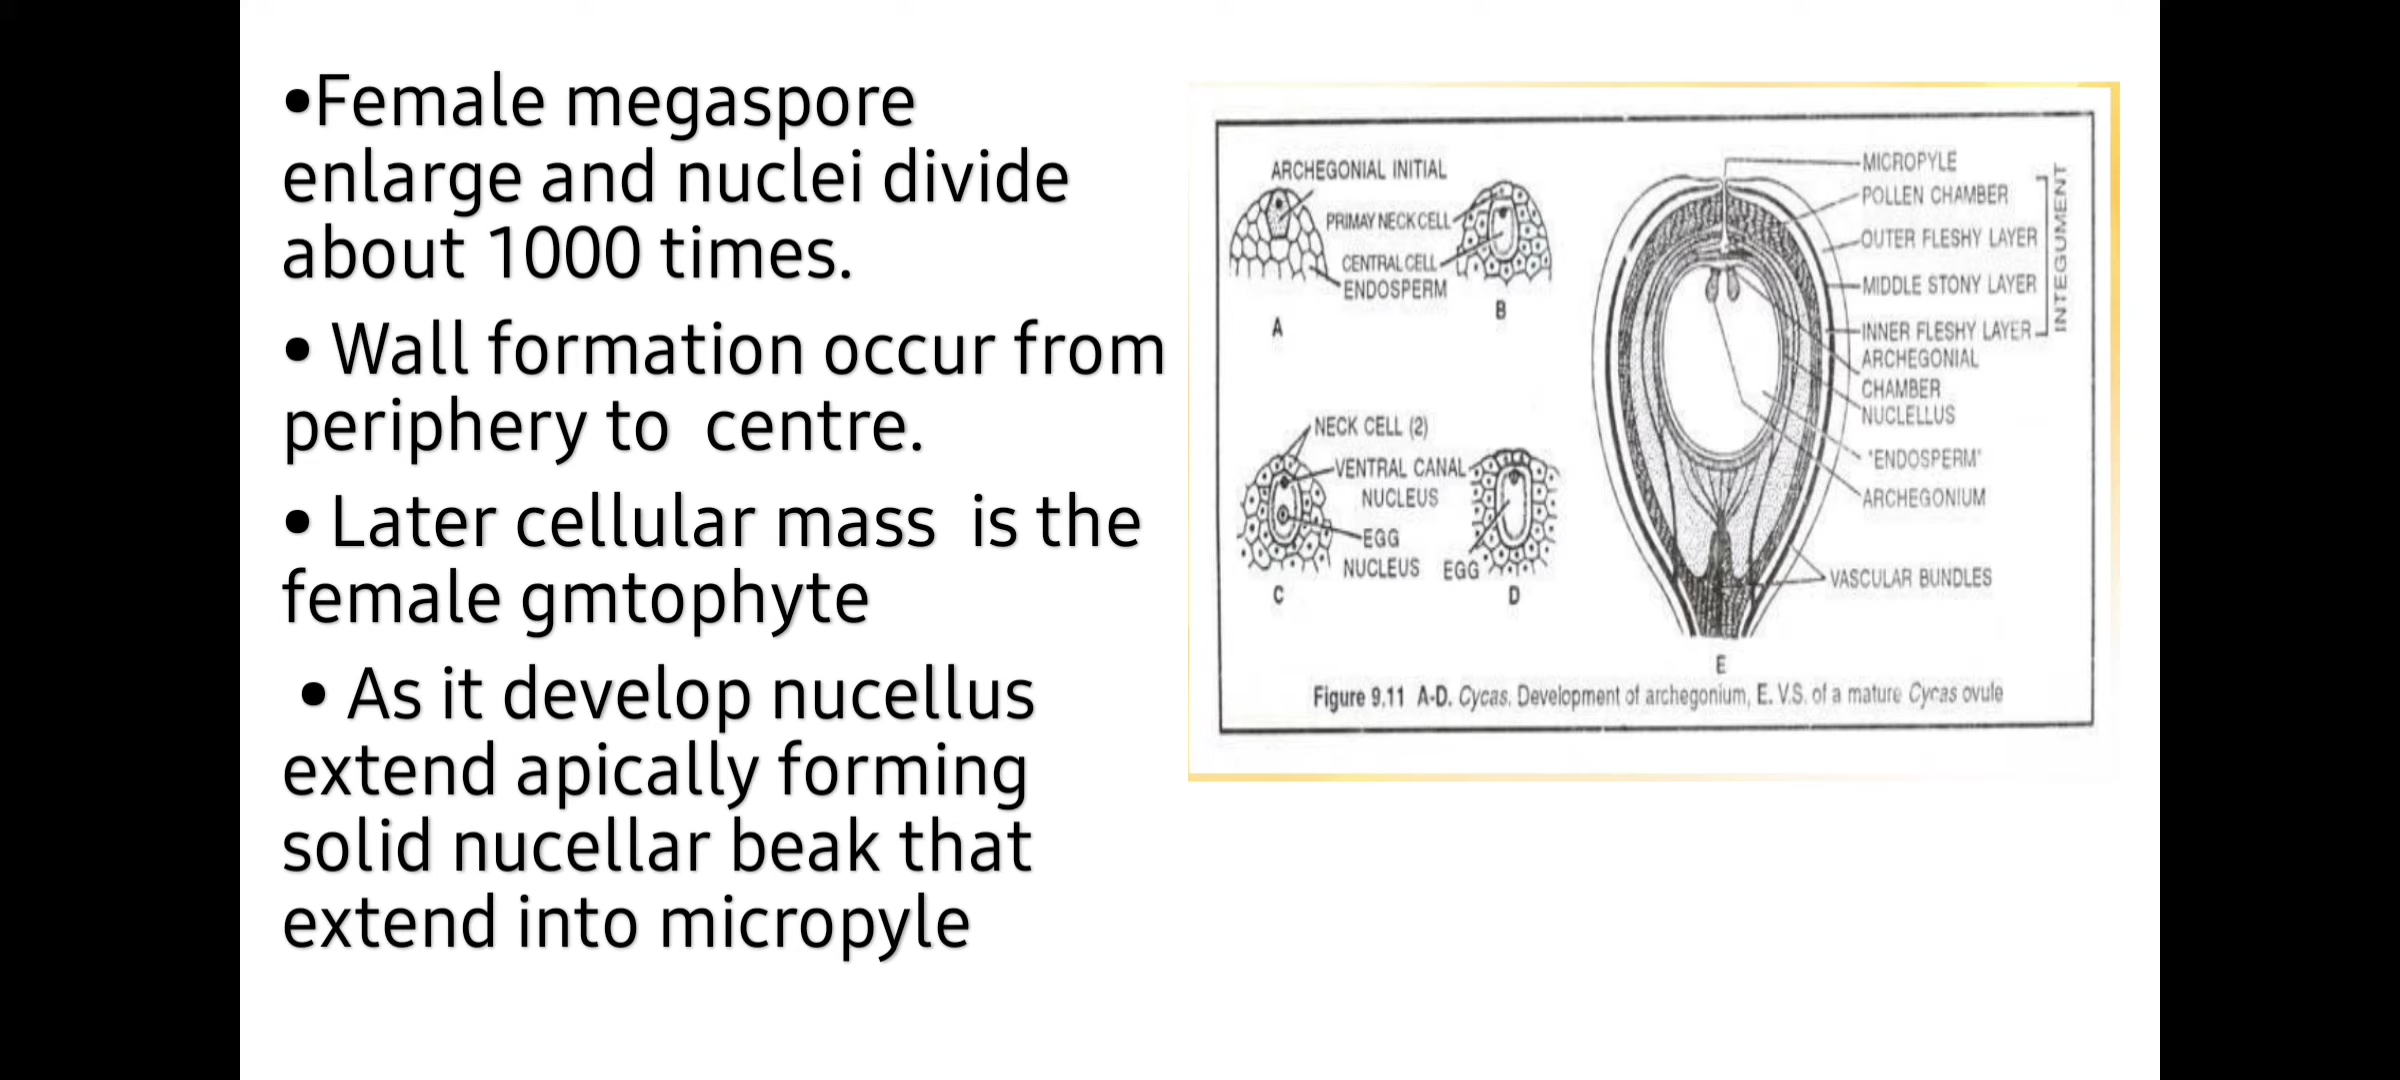 •Female megaspore
enlarge and nuclei divide
about 1000 times.
• Wall formation occur from
periphery to centre.
• Later cellular mass is the
female gmtophyte
• As it develop nucellus
extend apically forming
solid nucellar beak that
extend into micropyle
ARCHEGONIAL INITIAL
PRIMAY NECK CELL
CENTRAL CELL
ENDOSPERM
A
B
NECK CELL (2)
VENTRAL CANAL
NUCLEUS
EGG
NUCLEUS
EGG
C
D
MICROPYLE
POLLEN CHAMBER
OUTER FLESHY LAYER
MIDDLE STONY LAYER
INNER FLESHY LAYER
INTEGUMENT
ARCHEGONIAL
CHAMBER
NUCLELLUS
"ENDOSPERM"
ARCHEGONIUM
VASCULAR BUNDLES
E
Figure 9.11 A-D. Cycas. Development of archegonium, E. V.S. of a mature Cycas ovule